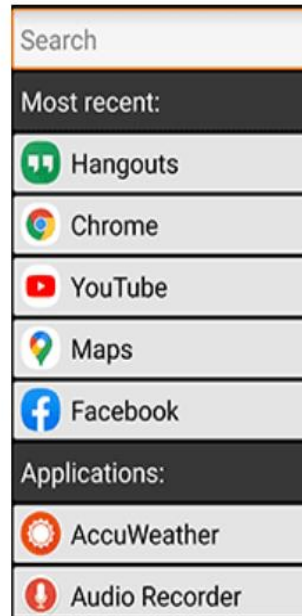 Search
Most recent:
Hangouts
Chrome
YouTube
Maps
Facebook
Applications:
AccuWeather
Audio Recorder